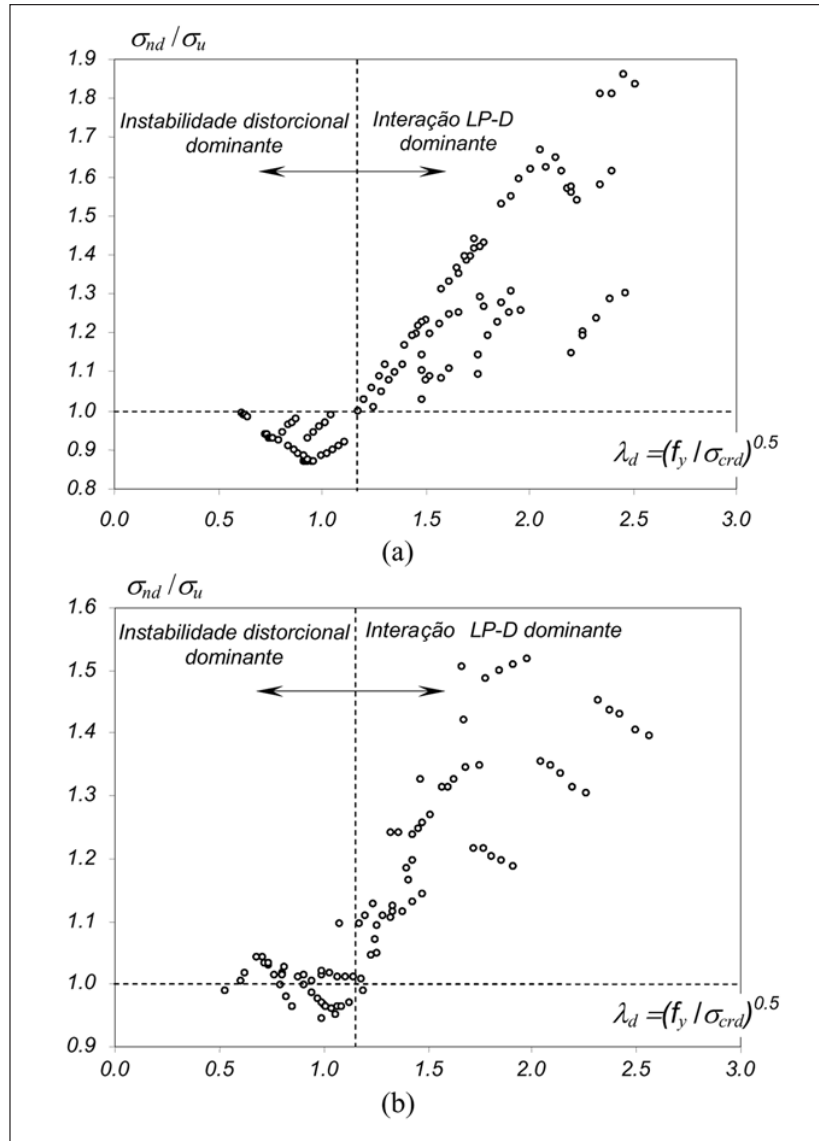 σnd / σu
1.9
1.8
1.7
1.6
1.5
1.4
1.3
1.2
1.1
1.0
0.9
0.8
Instabilidade distorcional
dominante
Interação LP-D
dominante
λd =(fy / σcrd)^0.5
0.0 0.5 1.0 1.5 2.0 2.5 3.0
(a)
σnd / σu
1.6
1.5
1.4
1.3
1.2
1.1
1.0
0.9
Instabilidade distorcional
dominante
Interação LP-D dominante
λd =(fy / σcrd)^0.5
0.0 0.5 1.0 1.5 2.0 2.5 3.0
(b)